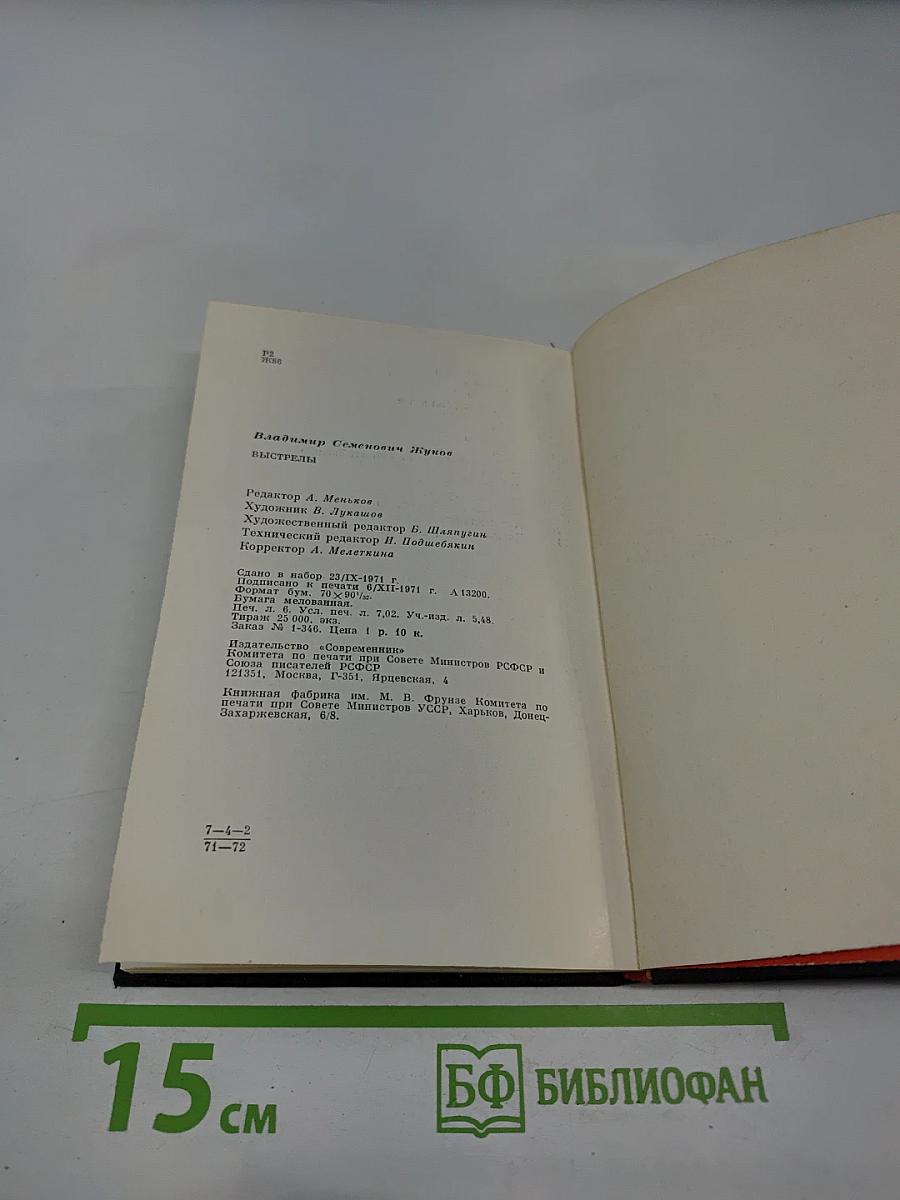 Р2
Ж86
Владимир Семенович Жуков
ВЫСТРЕЛЫ
Редактор А. Меньков
Художник В. Лукашов
Художественный редактор Б. Шляпугин
Технический редактор И. Подшебякин
Корректор А. Мелеткина
Сдано в набор 23/IX-1971 г.
Подписано к печати 6/XII-1971 г. А 13200.
Формат бум. 70×90¹/₃₂.
Бумага мелованная.
Печ. л. 6. Усл. печ. л. 7,02. Уч.-изд. л. 5,48.
Тираж 25 000. экз.
Заказ № 1-346. Цена 1 р. 10 к.
Издательство «Современник»
Комитета по печати при Совете Министров РСФСР и
Союза писателей РСФСР
121351, Москва, Г-351, Ярцевская, 4
Книжная фабрика им. М. В. Фрунзе Комитета по
печати при Совете Министров УССР, Харьков, Донец-
Захаржевская, 6/8.
7—4—2
71—72
15 см
БФ БИБЛИОФАН